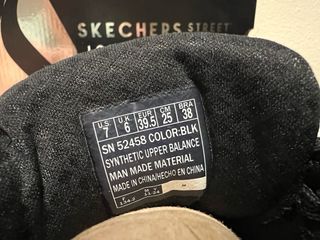 SKECHERS STREET
U.S U.K EUR CM BRA
7 6 39.5 25 38
SN 52458 COLOR:BLK
SYNTHETIC UPPER BALANCE
MAN MADE MATERIAL
MADE IN CHINA/HECHO EN CHINA